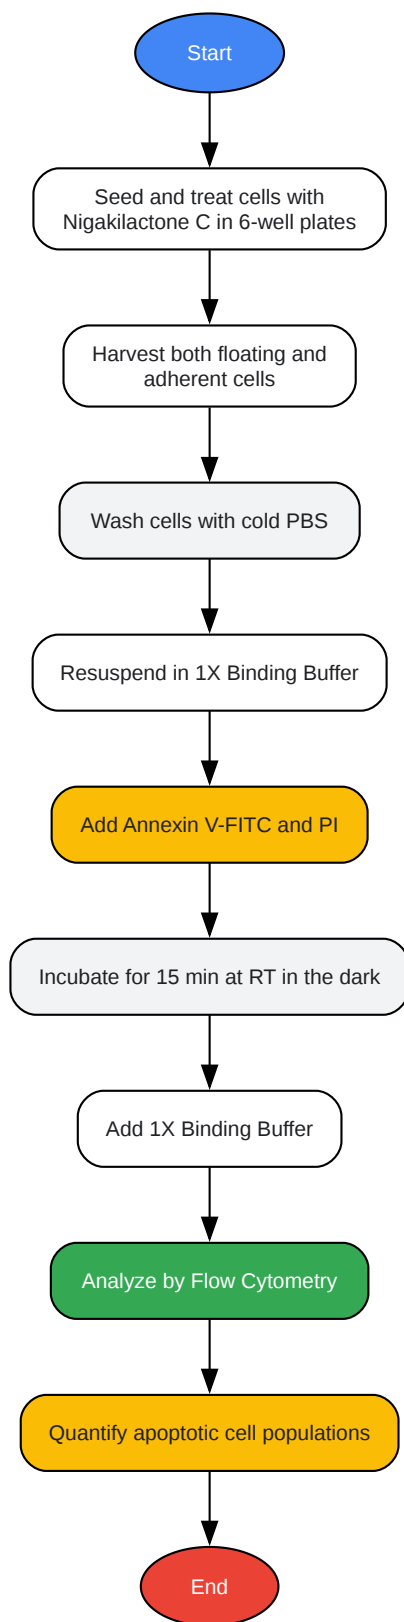 Start
Seed and treat cells with
Nigakilactone C in 6-well plates
Harvest both floating and
adherent cells
Wash cells with cold PBS
Resuspend in 1X Binding Buffer
Add Annexin V-FITC and PI
Incubate for 15 min at RT in the dark
Add 1X Binding Buffer
Analyze by Flow Cytometry
Quantify apoptotic cell populations
End